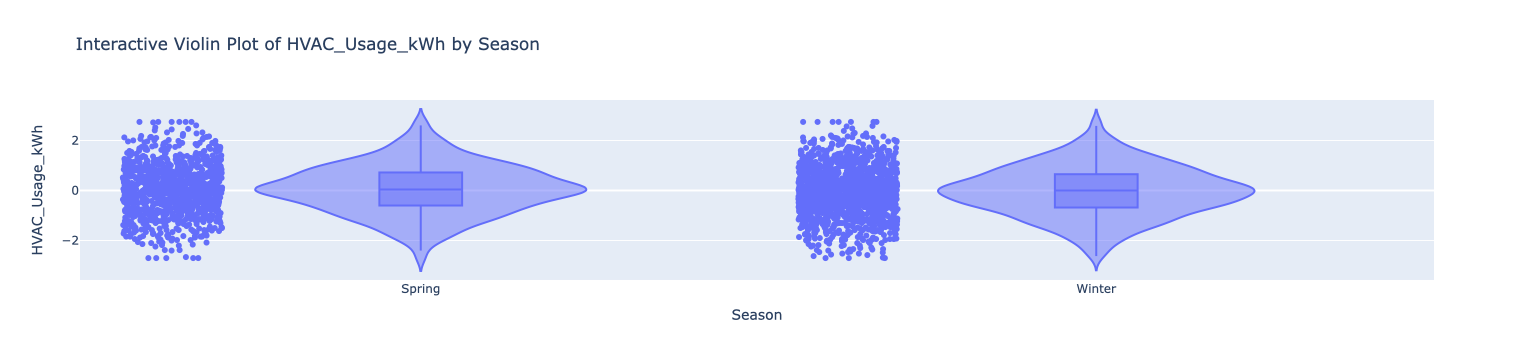 Interactive Violin Plot of HVAC_Usage_kWh by Season
HVAC_Usage_kWh
2
0
−2
Spring
Winter
Season